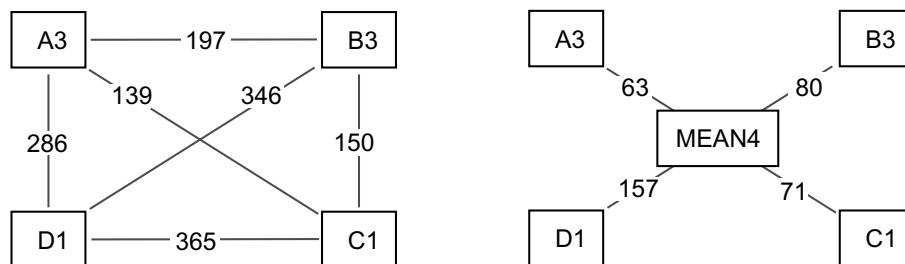 A3 197 B3
139 346
286 150
D1 365 C1
A3 B3
63 80
MEAN4
157 71
D1 C1